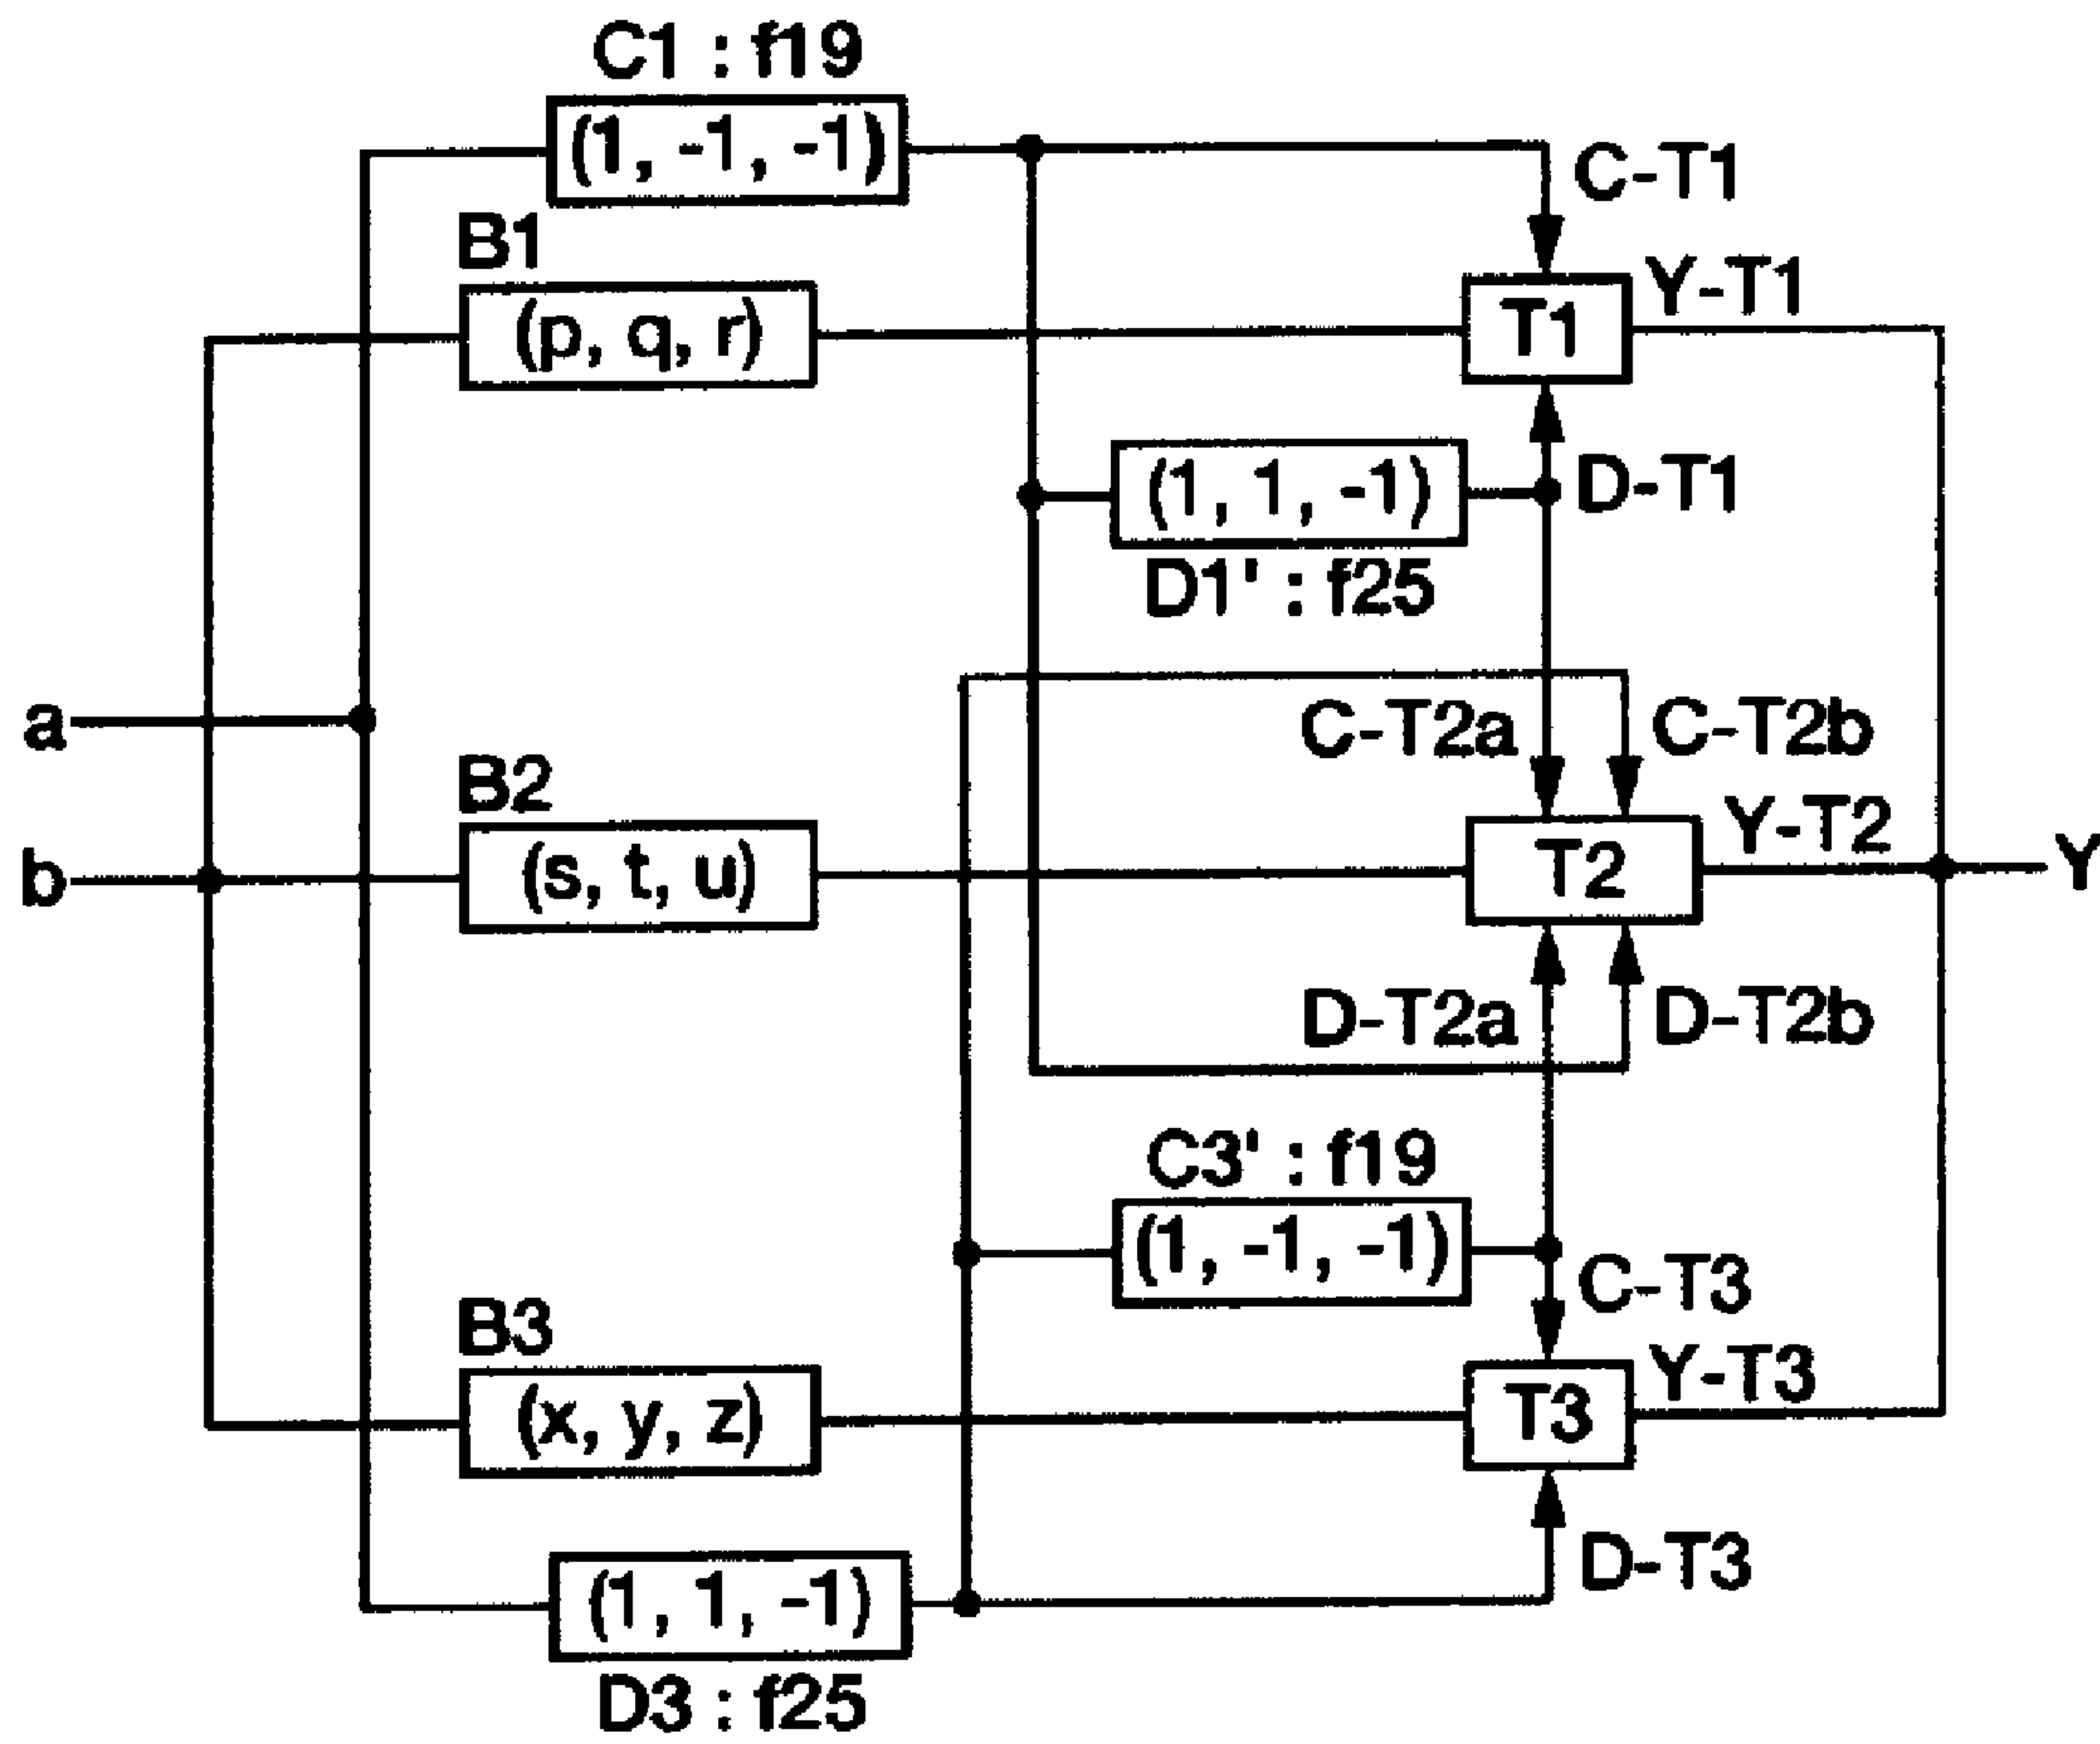 C1 : f19
(1, -1, -1)
C-T1
B1
(p, q, r)
T1
Y-T1
(1, 1, -1)
D-T1
D1' : f25
a
C-T2a
C-T2b
B2
b
(s, t, u)
T2
Y-T2
Y
D-T2a
D-T2b
C3' : f19
(1, -1, -1)
C-T3
B3
(x, y, z)
T3
Y-T3
(1, 1, -1)
D-T3
D3 : f25